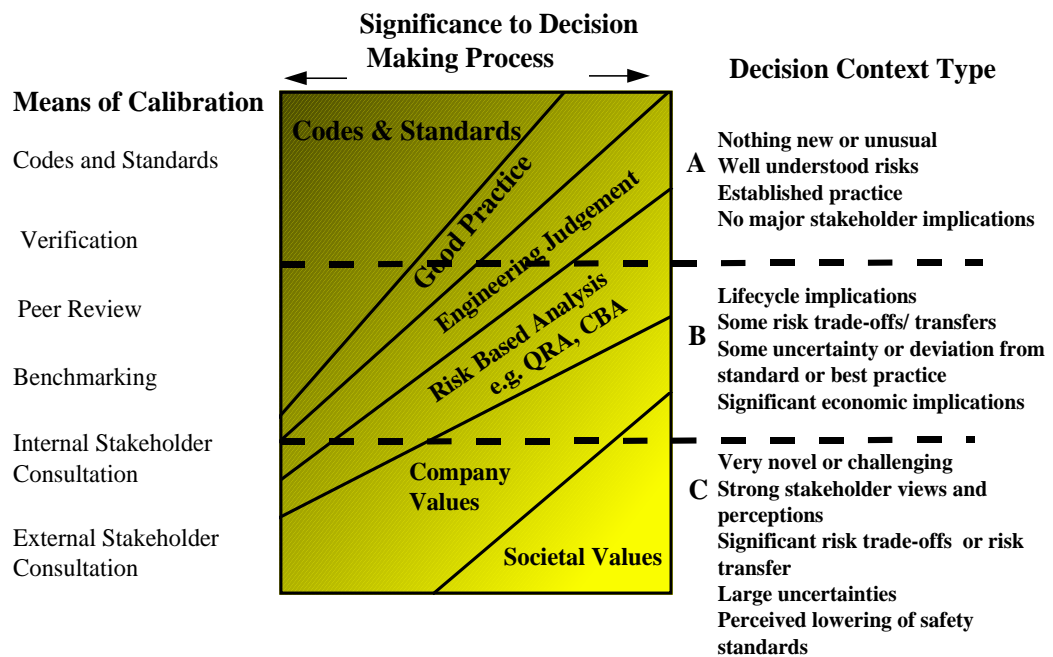 Significance to Decision
Making Process
Means of Calibration
Codes and Standards
Verification
Peer Review
Benchmarking
Internal Stakeholder
Consultation
External Stakeholder
Consultation
Codes & Standards
Good Practice
Engineering Judgement
Risk Based Analysis
e.g. QRA, CBA
Company
Values
Societal Values
Decision Context Type
A
Nothing new or unusual
Well understood risks
Established practice
No major stakeholder implications
B
Lifecycle implications
Some risk trade-offs/ transfers
Some uncertainty or deviation from
standard or best practice
Significant economic implications
C
Very novel or challenging
Strong stakeholder views and
perceptions
Significant risk trade-offs or risk
transfer
Large uncertainties
Perceived lowering of safety
standards